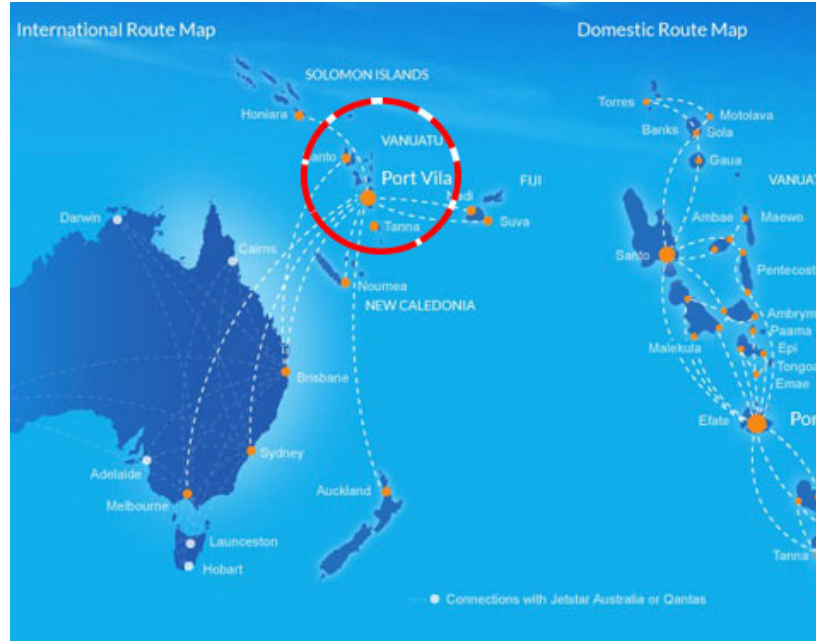 International Route Map
Domestic Route Map
SOLOMON ISLANDS
Honiara
VANUATU
Port Vila
FIJI
Suva
Tanna
Noumea
NEW CALEDONIA
Darwin
Cairns
Brisbane
Sydney
Adelaide
Melbourne
Launceston
Hobart
Auckland
Torres
Motolava
Banks
Sola
Gaua
Ambae
Maewo
Santo
Pentecost
Ambrym
Paama
Malekula
Epi
Emae
Efate
Tanna
Connections with Jetstar Australia or Qantas